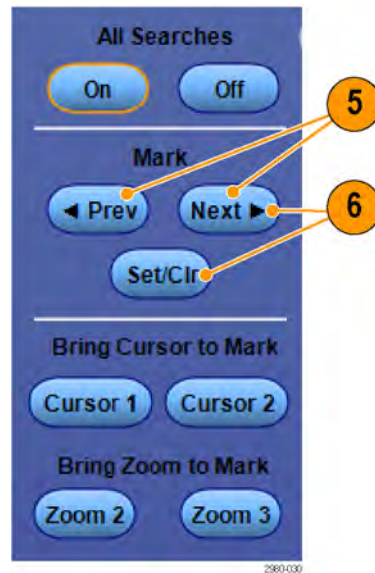 All Searches
On Off
5
Mark
◄ Prev Next ►
6
Set/Clr
Bring Cursor to Mark
Cursor 1 Cursor 2
Bring Zoom to Mark
Zoom 2 Zoom 3
2980-030